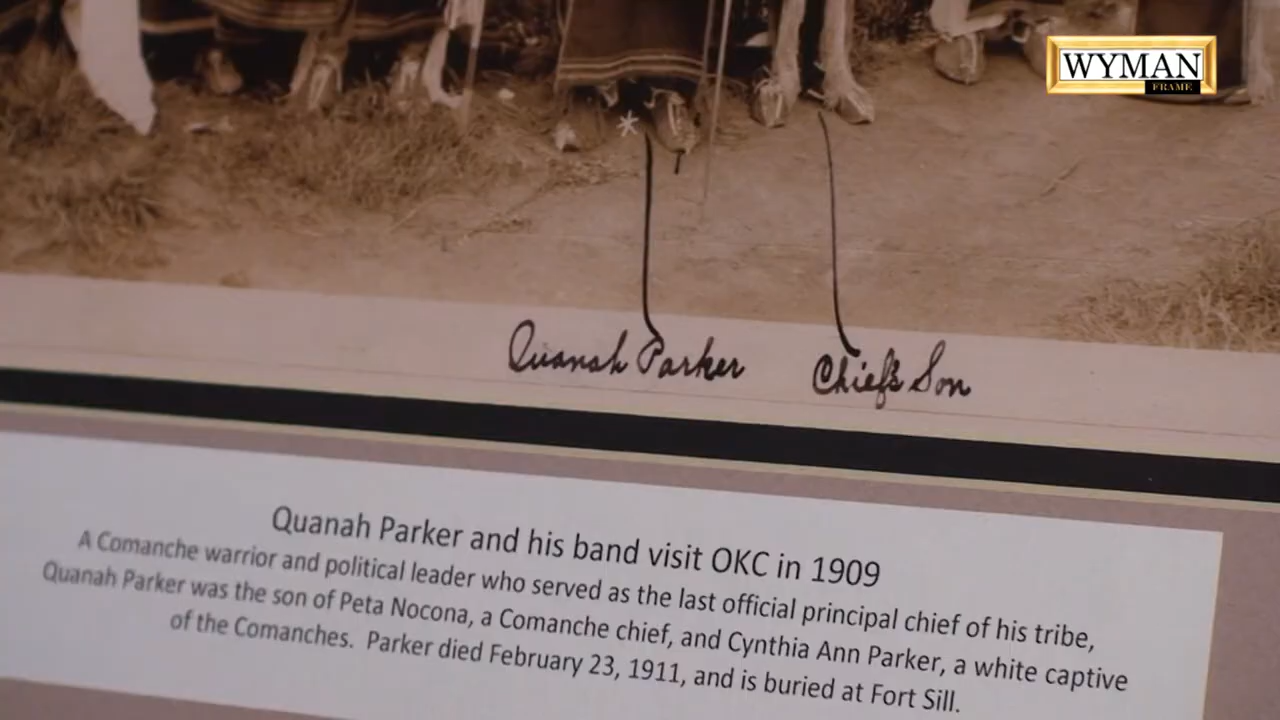 WYMAN
FRAME
Quanah Parker
Chief's Son
Quanah Parker and his band visit OKC in 1909
A Comanche warrior and political leader who served as the last official principal chief of his tribe,
Quanah Parker was the son of Peta Nocona, a Comanche chief, and Cynthia Ann Parker, a white captive
of the Comanches. Parker died February 23, 1911, and is buried at Fort Sill.